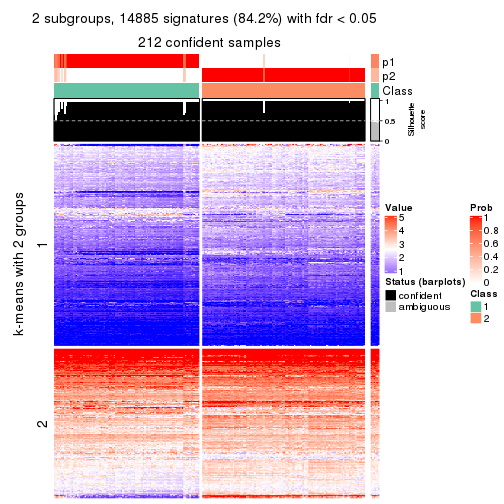 2 subgroups, 14885 signatures (84.2%) with fdr < 0.05
212 confident samples
p1
p2
Class
1
0.5
0
Silhouette
score
k-means with 2 groups
1
2
Value
5
4
3
2
1
Prob
1
0.8
0.6
0.4
0.2
0
Status (barplots)
confident
ambiguous
Class
1
2